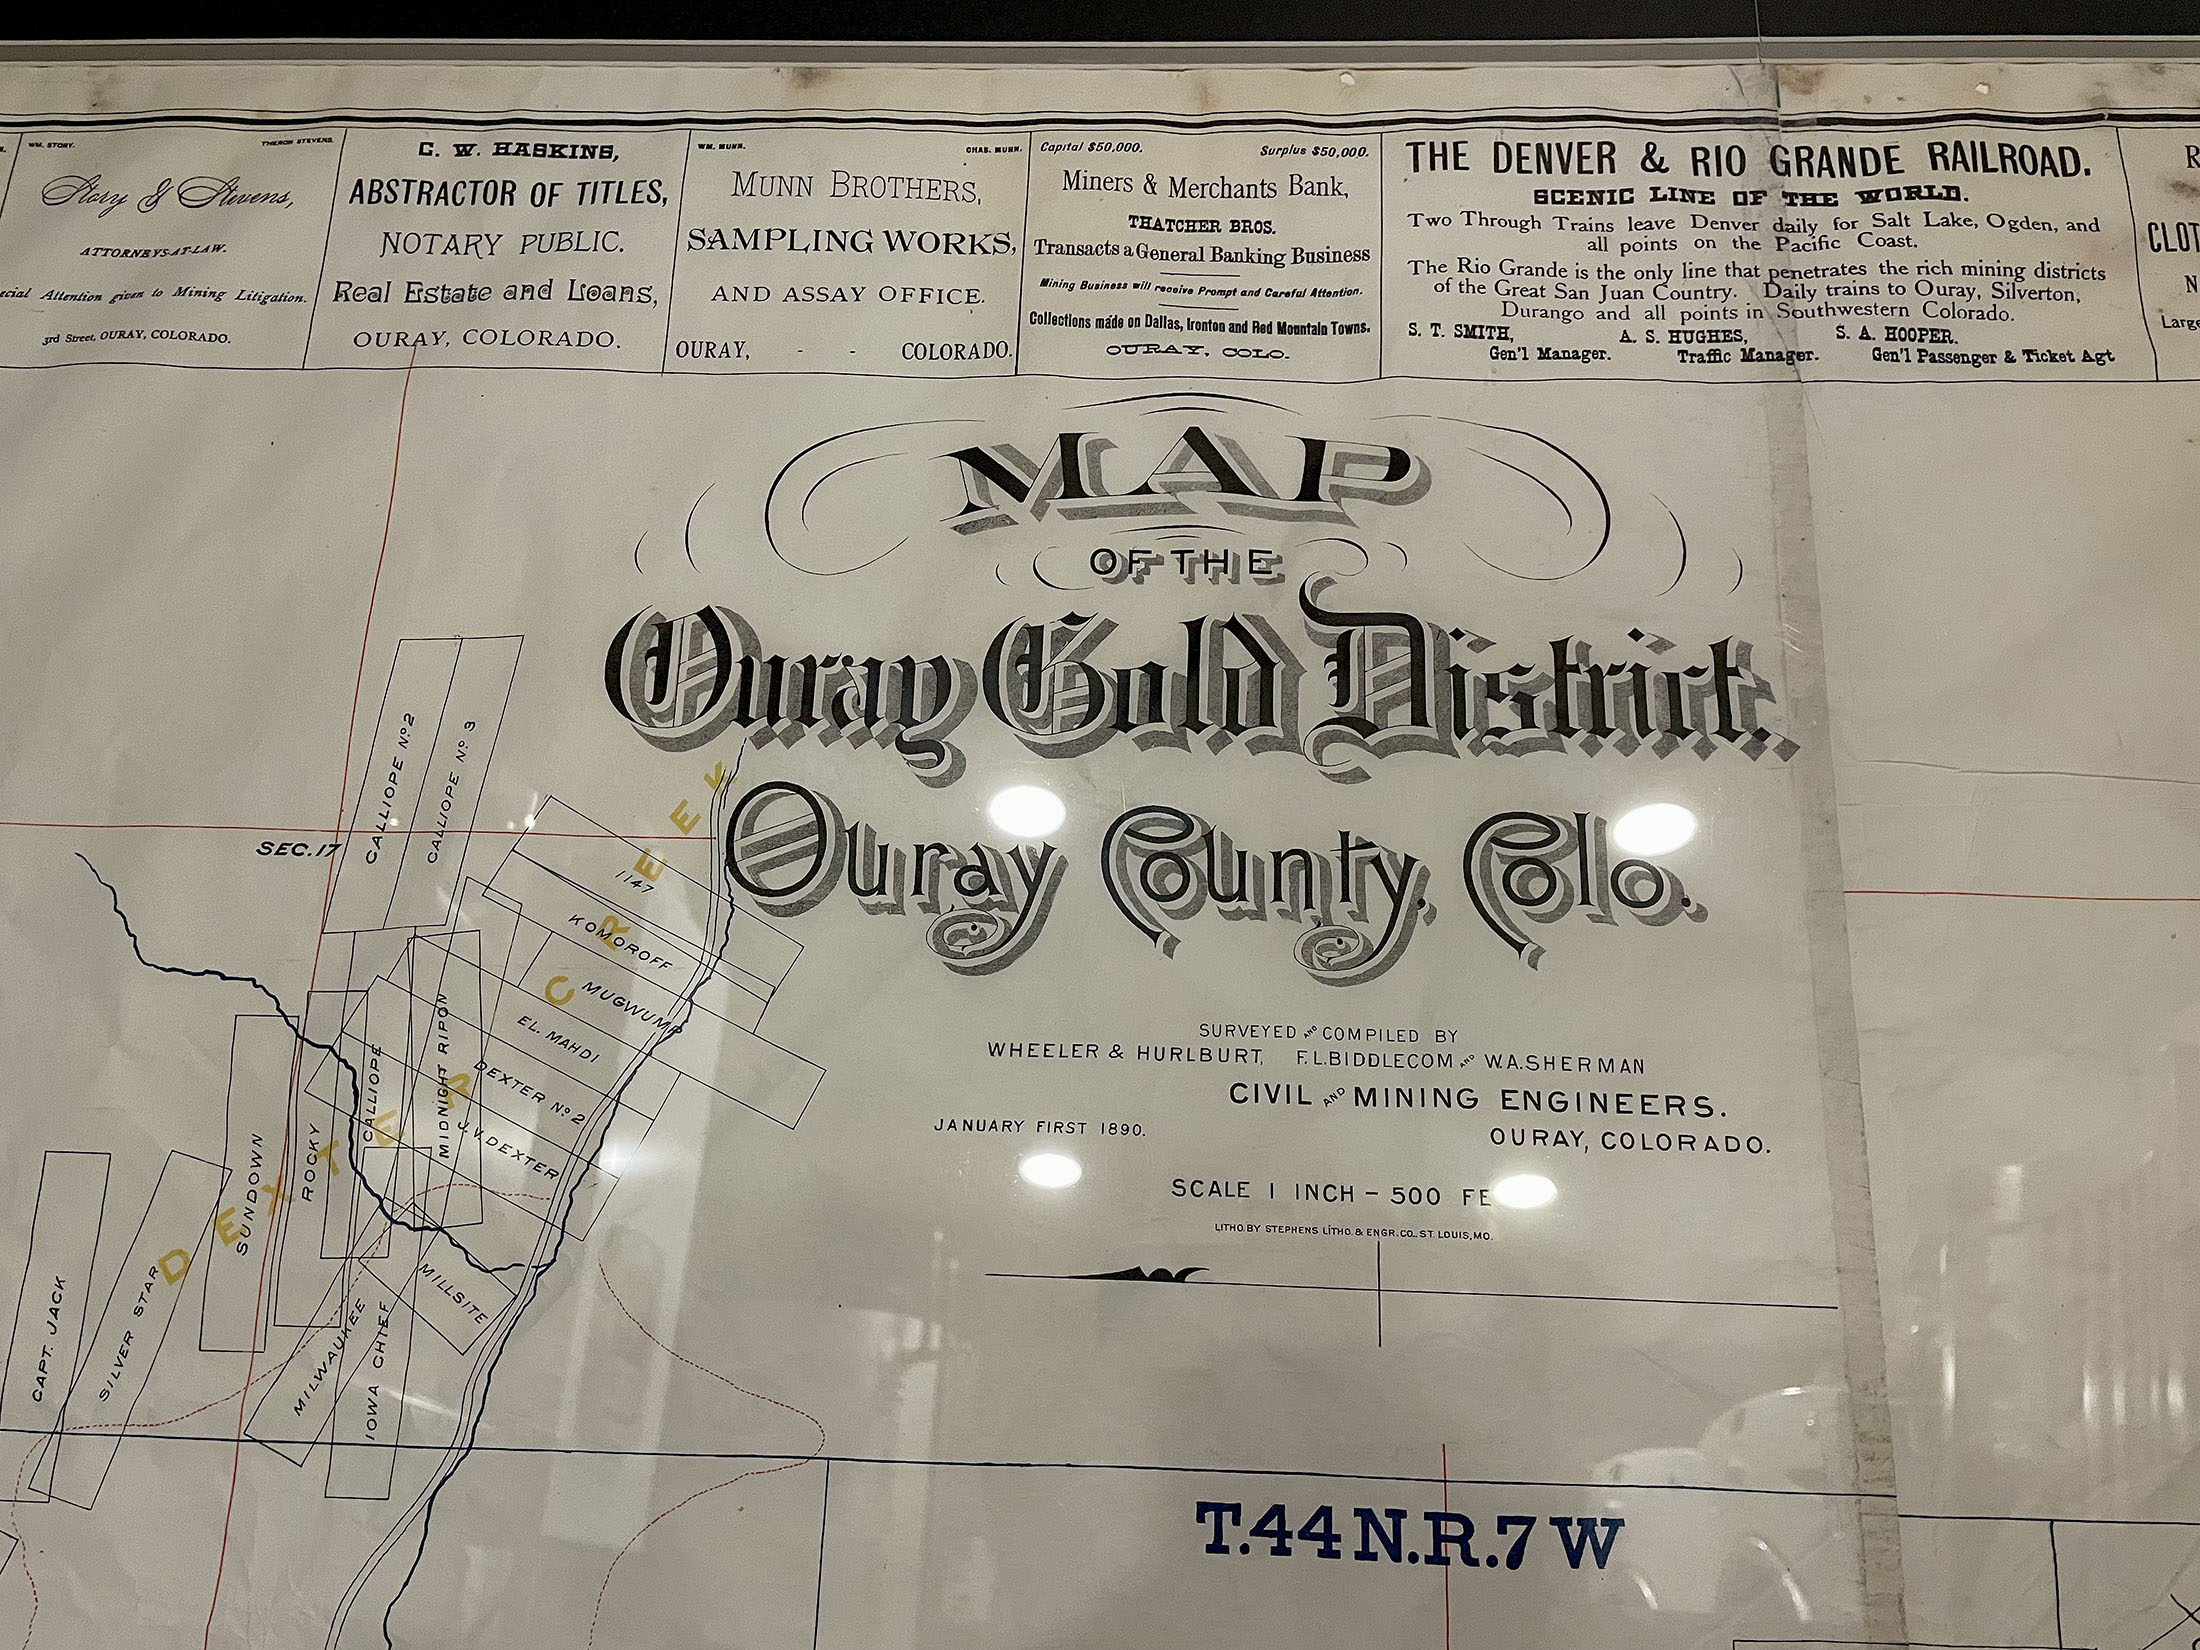 WM. STORY.
THERON STEVENS.
Story & Stevens,
ATTORNEYS-AT-LAW.
ecial Attention given to Mining Litigation.
3rd Street, OURAY, COLORADO.
C. W. HASKINS,
ABSTRACTOR OF TITLES,
NOTARY PUBLIC.
Real Estate and Loans,
OURAY, COLORADO.
WM. MUNN.
CHAS. MUNN.
MUNN BROTHERS,
SAMPLING WORKS,
AND ASSAY OFFICE.
OURAY, - - COLORADO.
Capital $50,000.
Surplus $50,000.
Miners & Merchants Bank,
THATCHER BROS.
Transacts a General Banking Business
Mining Business will receive Prompt and Careful Attention.
Collections made on Dallas, Ironton and Red Mountain Towns.
OURAY, COLO.
THE DENVER & RIO GRANDE RAILROAD.
SCENIC LINE OF THE WORLD.
Two Through Trains leave Denver daily for Salt Lake, Ogden, and
all points on the Pacific Coast.
The Rio Grande is the only line that penetrates the rich mining districts
of the Great San Juan Country. Daily trains to Ouray, Silverton,
Durango and all points in Southwestern Colorado.
S. T. SMITH,
Gen'l Manager.
A. S. HUGHES,
Traffic Manager.
S. A. HOOPER.
Gen'l Passenger & Ticket Agt
R
CLOT
N
Large
MAP
OF THE
Ouray Gold District.
Ouray County, Colo.
SURVEYED AND COMPILED BY
WHEELER & HURLBURT, F.L.BIDDLECOM AND W.A.SHERMAN
CIVIL AND MINING ENGINEERS.
JANUARY FIRST 1890.
OURAY, COLORADO.
SCALE 1 INCH - 500 FE
LITHO. BY STEPHENS LITHO. & ENGR. CO., ST. LOUIS, MO.
T.44N.R.7W
SEC. 17
CALLIOPE Nº 2
CALLIOPE Nº 3
1147
KOMOROFF
MUGWUMP
EL. MAHDI
DEXTER Nº 2
J.V. DEXTER
MIDNIGHT RIPON
CALLIOPE
ROCKY
SUNDOWN
SILVER STAR
CAPT. JACK
MILWAUKEE
IOWA CHIEF
MILLSITE
DEXTER CREEK